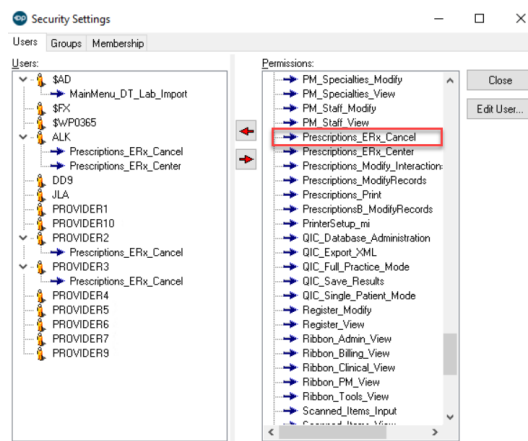 Security Settings
Users Groups Membership
Users:
$AD
MainMenu_DT_Lab_Import
$FX
$WP0365
ALK
Prescriptions_ERx_Cancel
Prescriptions_ERx_Center
DD9
JLA
PROVIDER1
PROVIDER10
PROVIDER2
Prescriptions_ERx_Cancel
PROVIDER3
Prescriptions_ERx_Cancel
PROVIDER4
PROVIDER5
PROVIDER6
PROVIDER7
PROVIDER9
Permissions:
PM_Specialties_Modify
PM_Specialties_View
PM_Staff_Modify
PM_Staff_View
Prescriptions_ERx_Cancel
Prescriptions_ERx_Center
Prescriptions_Modify_Interaction
Prescriptions_ModifyRecords
Prescriptions_Print
PrescriptionsB_ModifyRecords
PrinterSetup_mi
QIC_Database_Administration
QIC_Export_XML
QIC_Full_Practice_Mode
QIC_Save_Results
QIC_Single_Patient_Mode
Register_Modify
Register_View
Ribbon_Admin_View
Ribbon_Billing_View
Ribbon_Clinical_View
Ribbon_PM_View
Ribbon_Tools_View
Scanned_Items_Input
Close
Edit User...